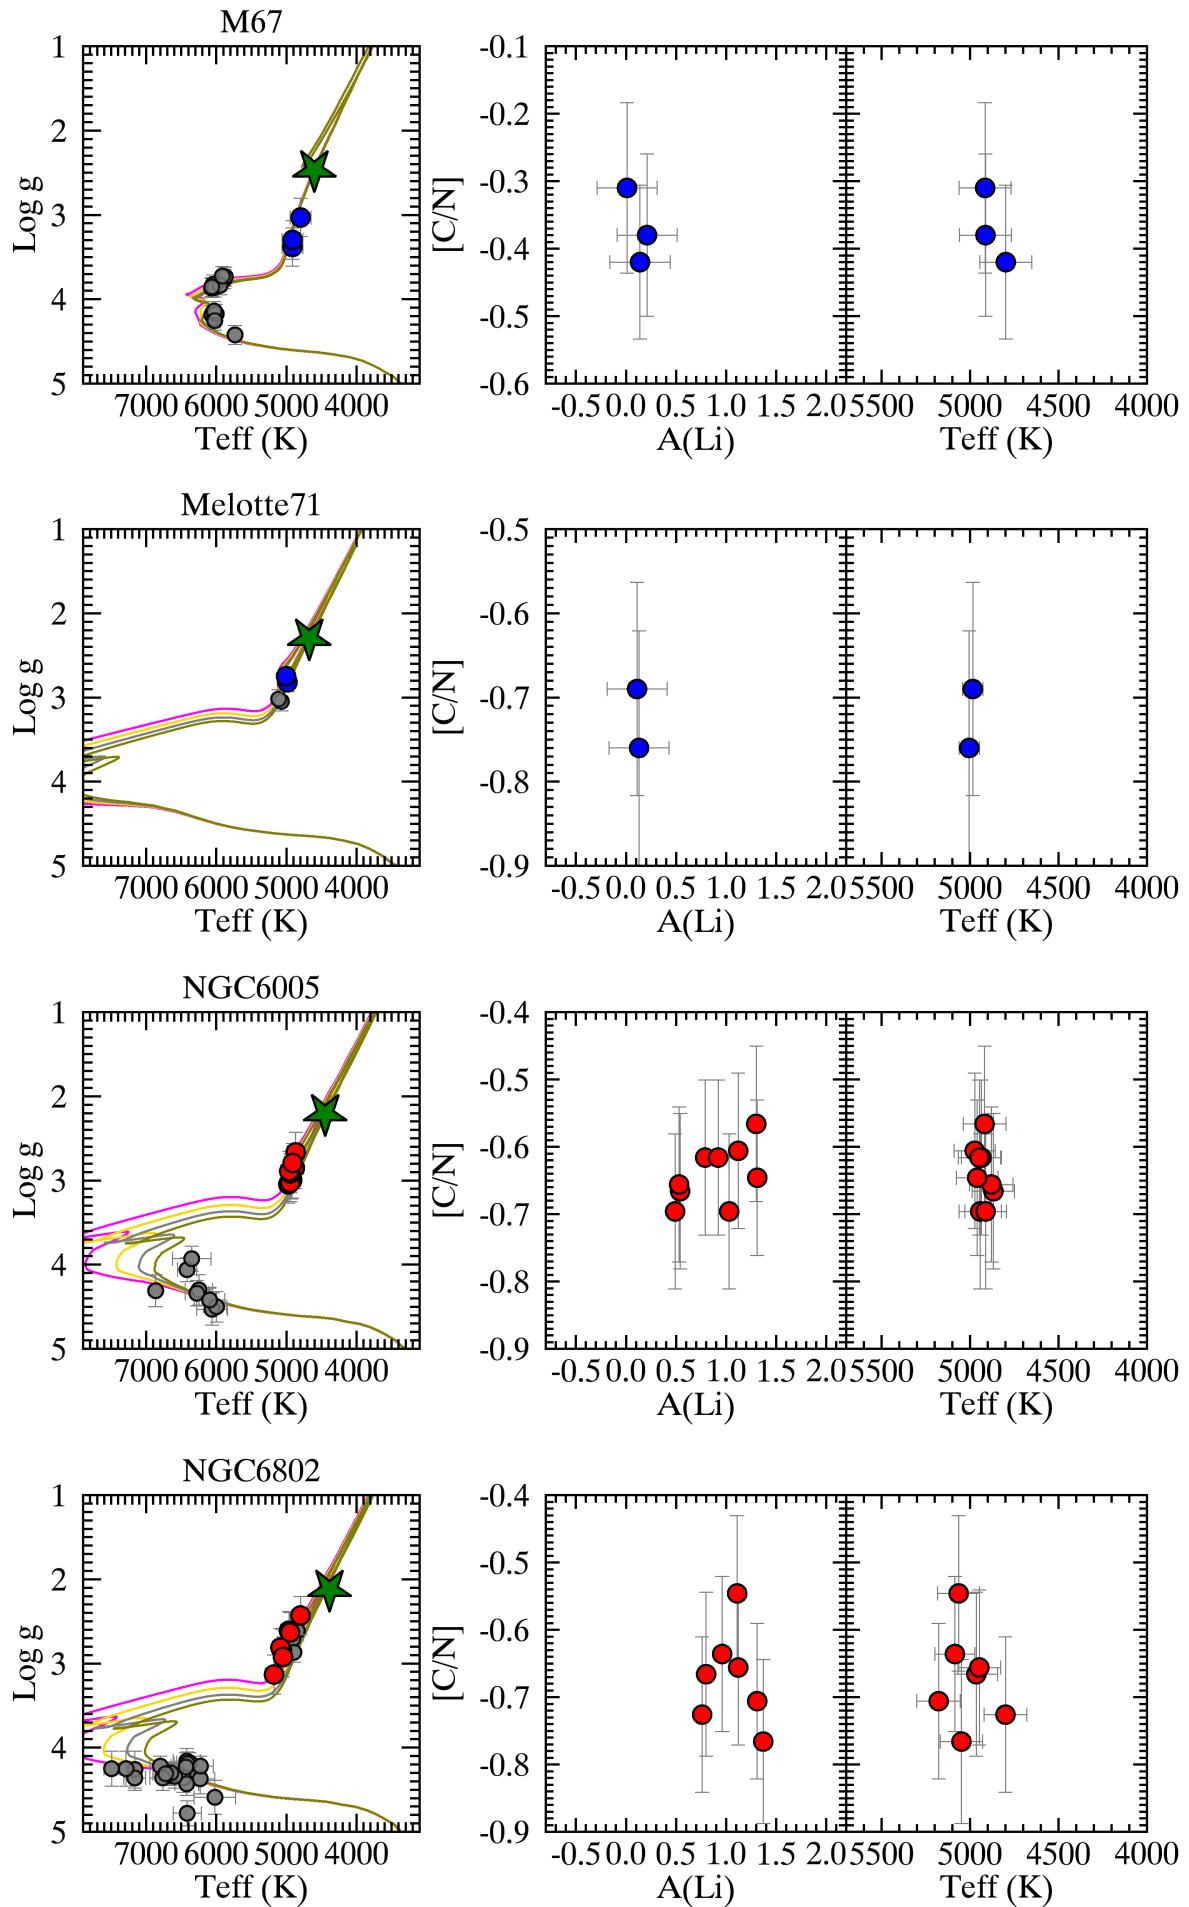 M67
1
2
3
4
5
Log g
7000 6000 5000 4000
Teff (K)
-0.1
-0.2
-0.3
-0.4
-0.5
-0.6
[C/N]
-0.5 0.0 0.5 1.0 1.5 2.0
A(Li)
5500 5000 4500 4000
Teff (K)
Melotte71
1
2
3
4
5
Log g
7000 6000 5000 4000
Teff (K)
-0.5
-0.6
-0.7
-0.8
-0.9
[C/N]
-0.5 0.0 0.5 1.0 1.5 2.0
A(Li)
5500 5000 4500 4000
Teff (K)
NGC6005
1
2
3
4
5
Log g
7000 6000 5000 4000
Teff (K)
-0.4
-0.5
-0.6
-0.7
-0.8
-0.9
[C/N]
-0.5 0.0 0.5 1.0 1.5 2.0
A(Li)
5500 5000 4500 4000
Teff (K)
NGC6802
1
2
3
4
5
Log g
7000 6000 5000 4000
Teff (K)
-0.4
-0.5
-0.6
-0.7
-0.8
-0.9
[C/N]
-0.5 0.0 0.5 1.0 1.5 2.0
A(Li)
5500 5000 4500 4000
Teff (K)